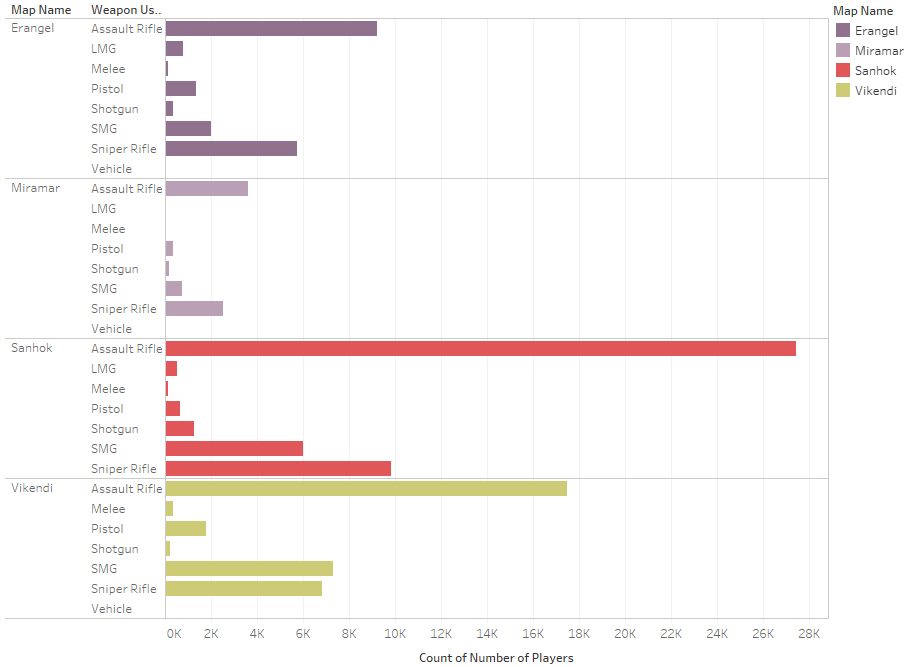 Map Name Weapon Us.. Map Name
Erangel Assault Rifle Erangel
LMG Miramar
Melee Sanhok
Pistol Vikendi
Shotgun
SMG
Sniper Rifle
Vehicle
Miramar Assault Rifle
LMG
Melee
Pistol
Shotgun
SMG
Sniper Rifle
Vehicle
Sanhok Assault Rifle
LMG
Melee
Pistol
Shotgun
SMG
Sniper Rifle
Vikendi Assault Rifle
Melee
Pistol
Shotgun
SMG
Sniper Rifle
Vehicle
0K 2K 4K 6K 8K 10K 12K 14K 16K 18K 20K 22K 24K 26K 28K
Count of Number of Players